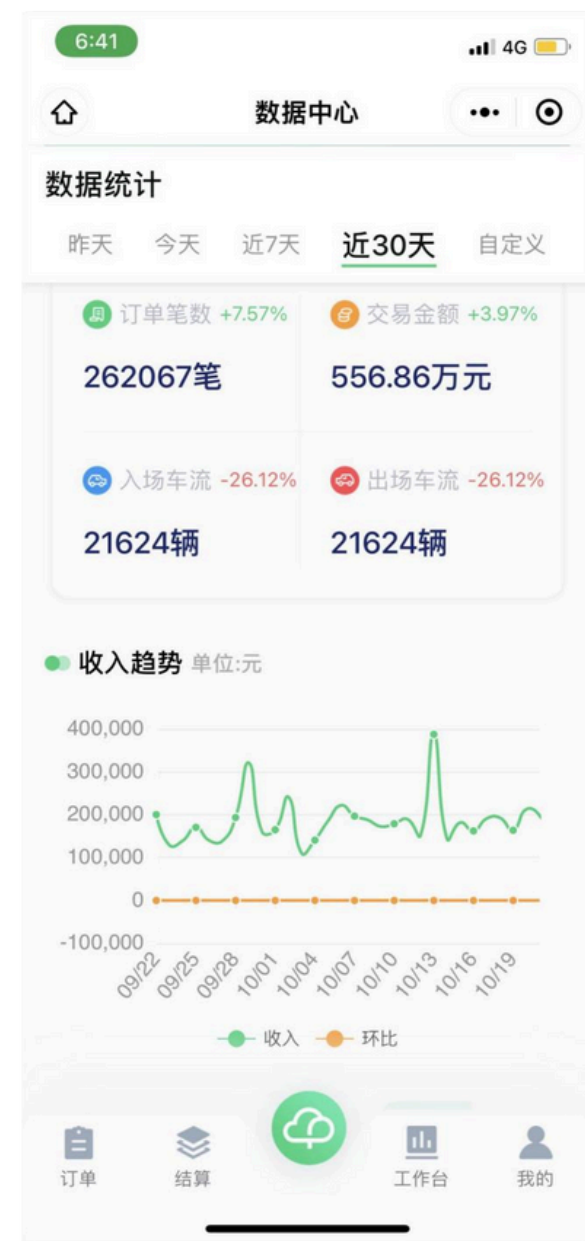 6:41 4G
数据中心
数据统计
昨天 今天 近7天 近30天 自定义
订单笔数 +7.57% 交易金额 +3.97%
262067笔 556.86万元
入场车流 -26.12% 出场车流 -26.12%
21624辆 21624辆
收入趋势 单位:元
400,000
300,000
200,000
100,000
0
-100,000
09/22 09/25 09/28 10/01 10/04 10/07 10/10 10/13 10/16 10/19
收入 环比
订单 结算 工作台 我的